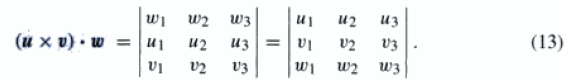 (u × v) · w = | w₁ w₂ w₃ | = | u₁ u₂ u₃ | . (13)
| u₁ u₂ u₃ | | v₁ v₂ v₃ |
| v₁ v₂ v₃ | | w₁ w₂ w₃ |